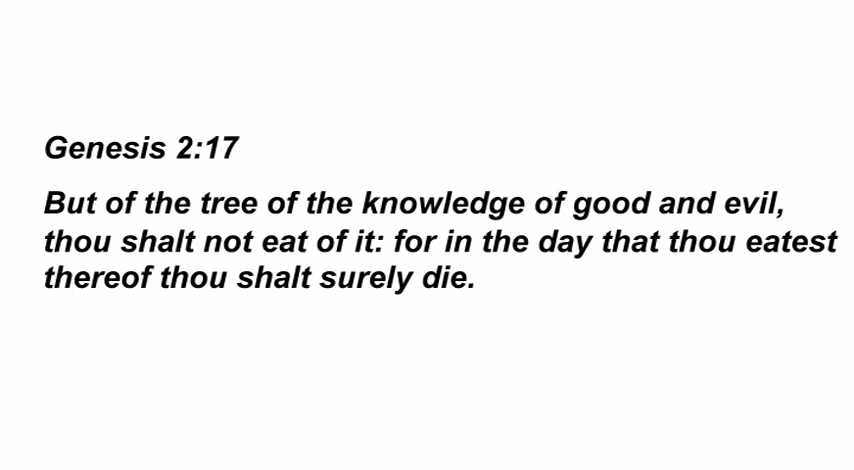 Genesis 2:17
But of the tree of the knowledge of good and evil,
thou shalt not eat of it: for in the day that thou eatest
thereof thou shalt surely die.